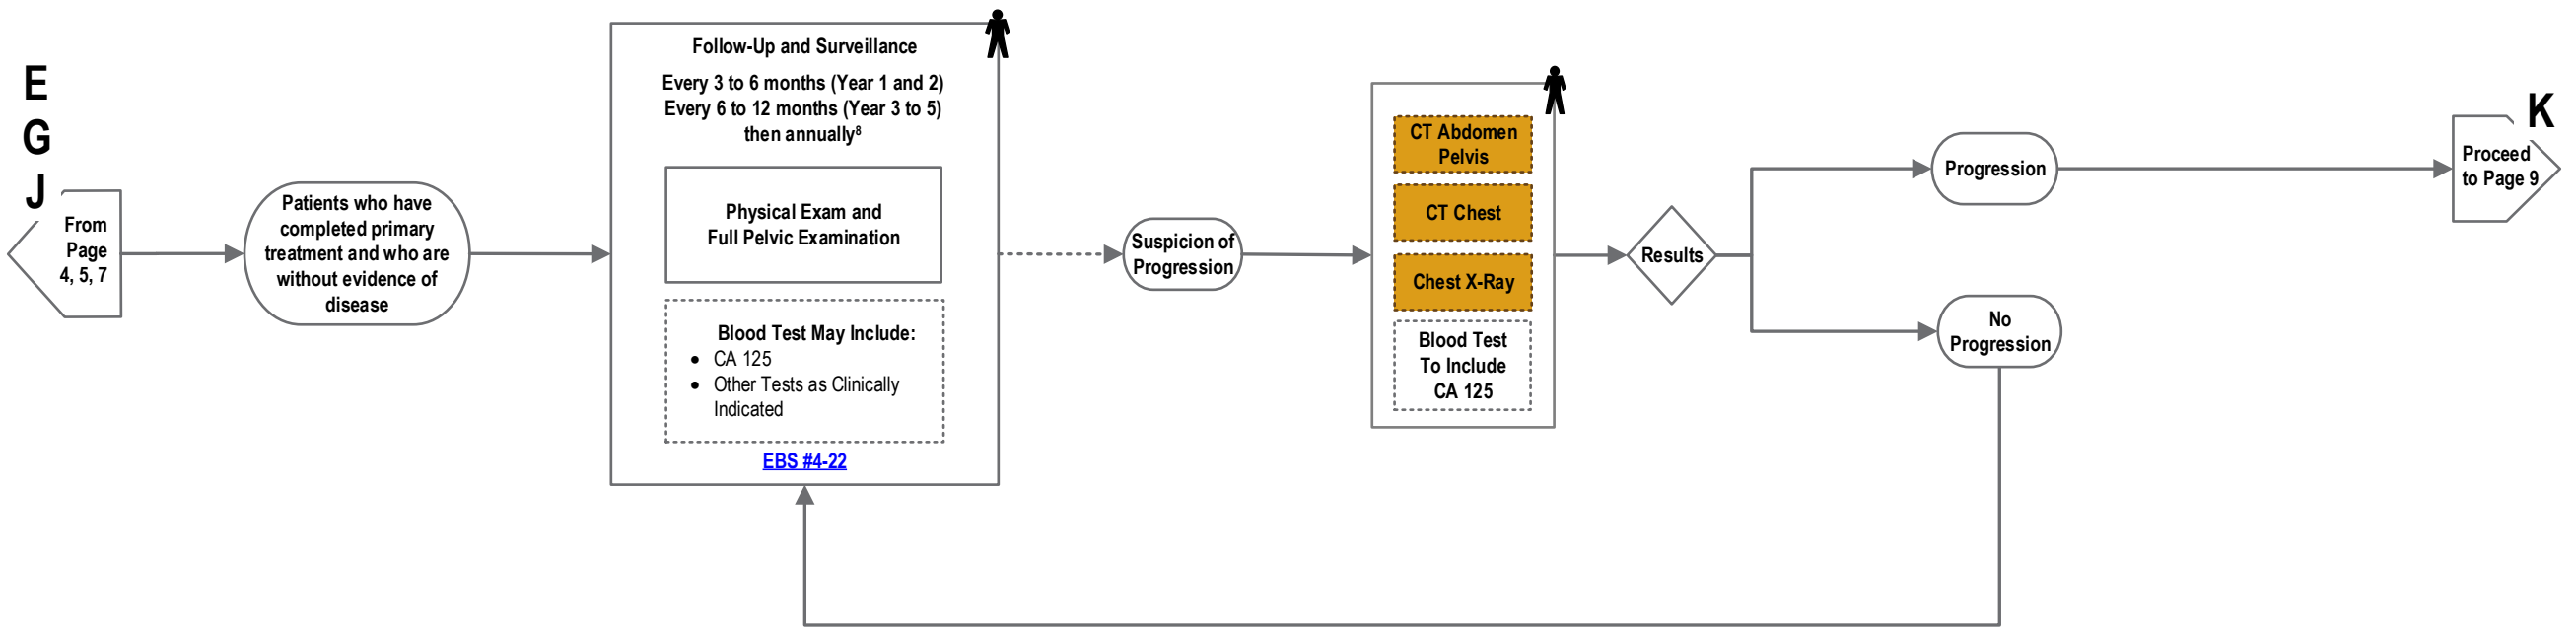 E
G
J
From
Page
4, 5, 7
Patients who have
completed primary
treatment and who are
without evidence of
disease
Follow-Up and Surveillance
Every 3 to 6 months (Year 1 and 2)
Every 6 to 12 months (Year 3 to 5)
then annually⁸
Physical Exam and
Full Pelvic Examination
Blood Test May Include:
• CA 125
• Other Tests as Clinically
Indicated
EBS #4-22
Suspicion of
Progression
CT Abdomen
Pelvis
CT Chest
Chest X-Ray
Blood Test
To Include
CA 125
Results
Progression
No
Progression
K
Proceed
to Page 9